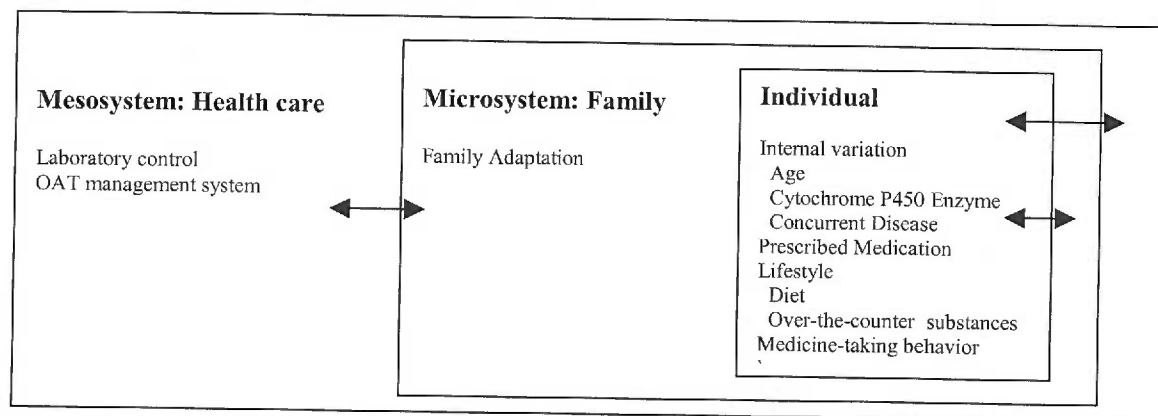 Mesosystem: Health care
Laboratory control
OAT management system
Microsystem: Family
Family Adaptation
Individual
Internal variation
Age
Cytochrome P450 Enzyme
Concurrent Disease
Prescribed Medication
Lifestyle
Diet
Over-the-counter substances
Medicine-taking behavior
`